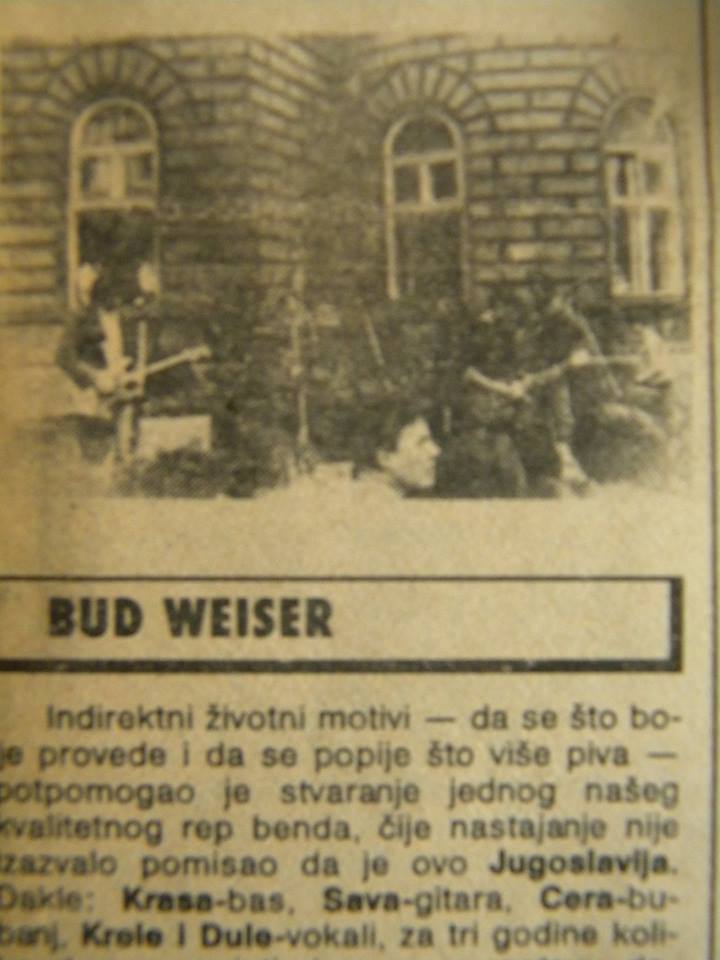 BUD WEISER
Indirektni životni motivi — da se što bo-
je provede i da se popije što više piva —
potpomogao je stvaranje jednog našeg
kvalitetnog rep benda, čije nastajanje nije
izazvalo pomisao da je ovo Jugoslavija.
Dakle: Krasa-bas, Sava-gitara, Cera-bu-
banj, Krele i Dule-vokali, za tri godine koli-